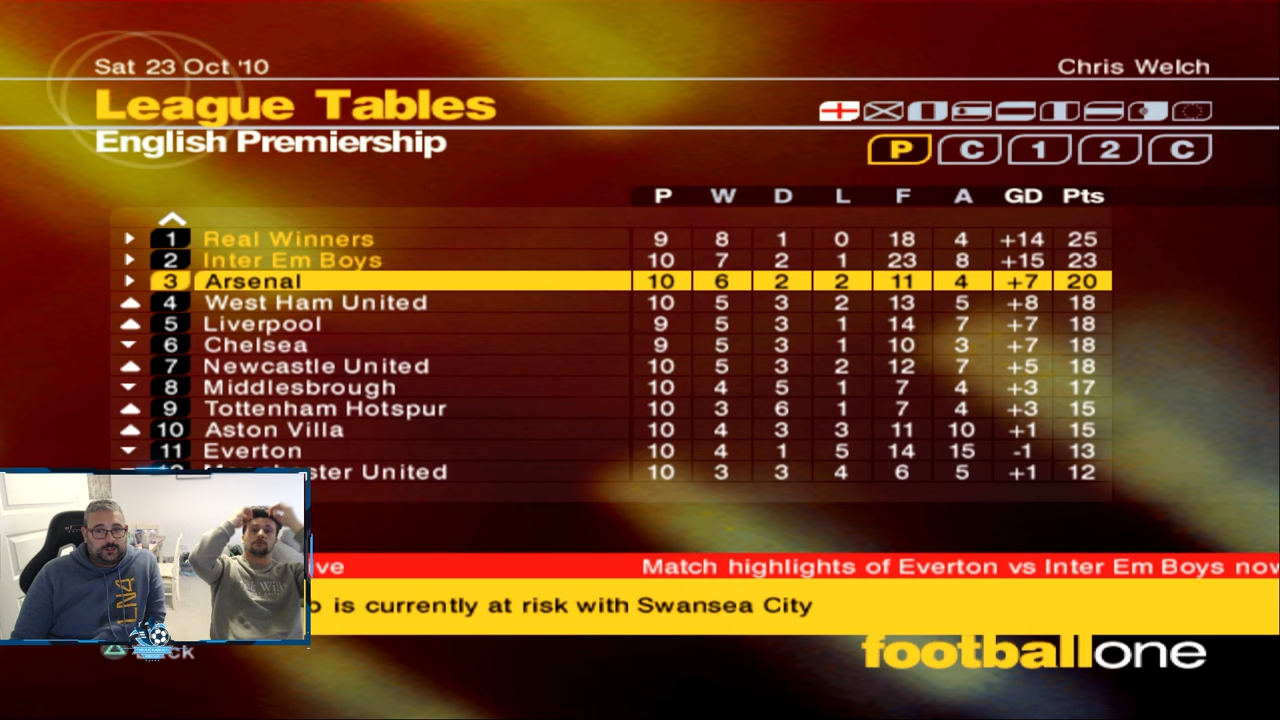 Sat 23 Oct '10
Chris Welch
League Tables
English Premiership
P C 1 2 C
P W D L F A GD Pts
1 Real Winners 9 8 1 0 18 4 +14 25
2 Inter Em Boys 10 7 2 1 23 8 +15 23
3 Arsenal 10 6 2 2 11 4 +7 20
4 West Ham United 10 5 3 2 13 5 +8 18
5 Liverpool 9 5 3 1 14 7 +7 18
6 Chelsea 9 5 3 1 10 3 +7 18
7 Newcastle United 10 5 3 2 12 7 +5 18
8 Middlesbrough 10 4 5 1 7 4 +3 17
9 Tottenham Hotspur 10 3 6 1 7 4 +3 15
10 Aston Villa 10 4 3 3 11 10 +1 15
11 Everton 10 4 1 5 14 15 -1 13
ster United 10 3 3 4 6 5 +1 12
ve Match highlights of Everton vs Inter Em Boys now
is currently at risk with Swansea City
footballone